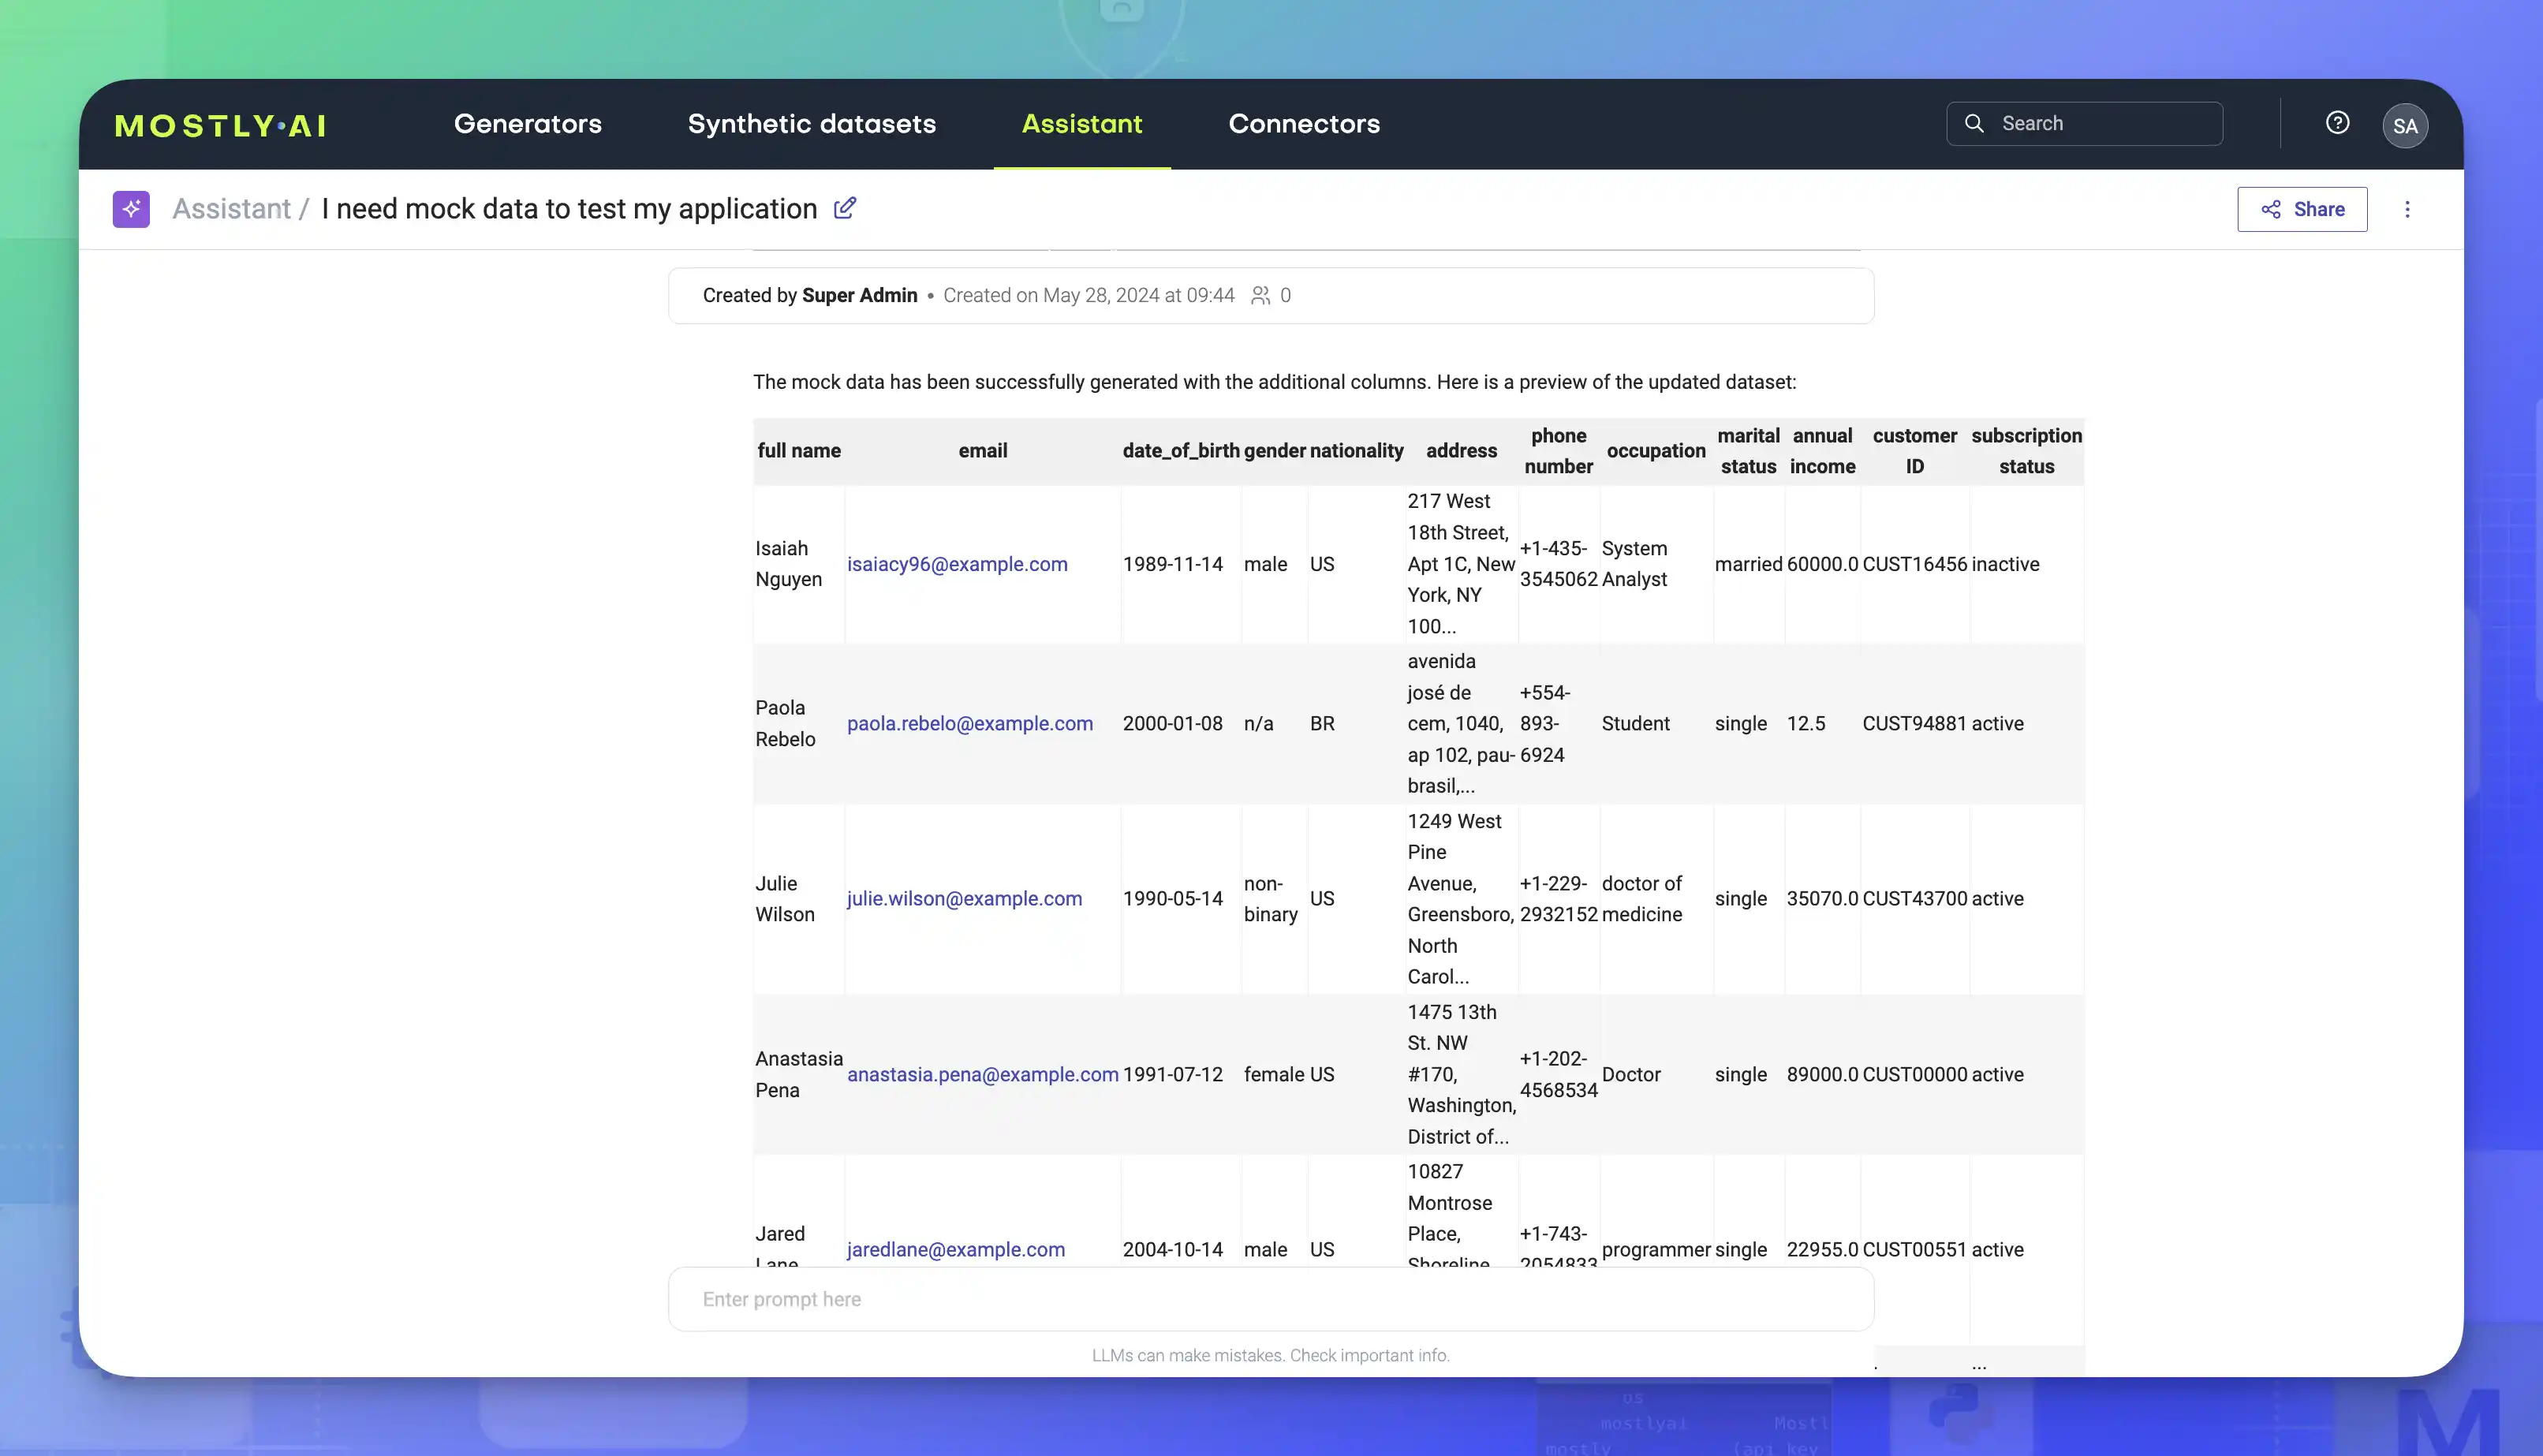 MOSTLY·AI
Generators
Synthetic datasets
Assistant
Connectors
Search
SA
Assistant / I need mock data to test my application
Share
Created by Super Admin • Created on May 28, 2024 at 09:44 0
The mock data has been successfully generated with the additional columns. Here is a preview of the updated dataset:
full name
email
date_of_birth
gender
nationality
address
phone
number
occupation
marital
status
annual
income
customer
ID
subscription
status
Isaiah
Nguyen
isaiacy96@example.com
1989-11-14
male
US
217 West
18th Street,
Apt 1C, New
York, NY
100...
+1-435-
3545062
System
Analyst
married
60000.0
CUST16456
inactive
Paola
Rebelo
paola.rebelo@example.com
2000-01-08
n/a
BR
avenida
josé de
cem, 1040,
ap 102, pau-
brasil,...
+554-
893-
6924
Student
single
12.5
CUST94881
active
Julie
Wilson
julie.wilson@example.com
1990-05-14
non-
binary
US
1249 West
Pine
Avenue,
Greensboro,
North
Carol...
+1-229-
2932152
doctor of
medicine
single
35070.0
CUST43700
active
Anastasia
Pena
anastasia.pena@example.com
1991-07-12
female
US
1475 13th
St. NW
#170,
Washington,
District of...
+1-202-
4568534
Doctor
single
89000.0
CUST00000
active
Jared
Lane
jaredlane@example.com
2004-10-14
male
US
10827
Montrose
Place,
Shoreline
+1-743-
2054833
programmer
single
22955.0
CUST00551
active
...
Enter prompt here
LLMs can make mistakes. Check important info.
os
mostlyai
Mostl
mostly
(api_key
M